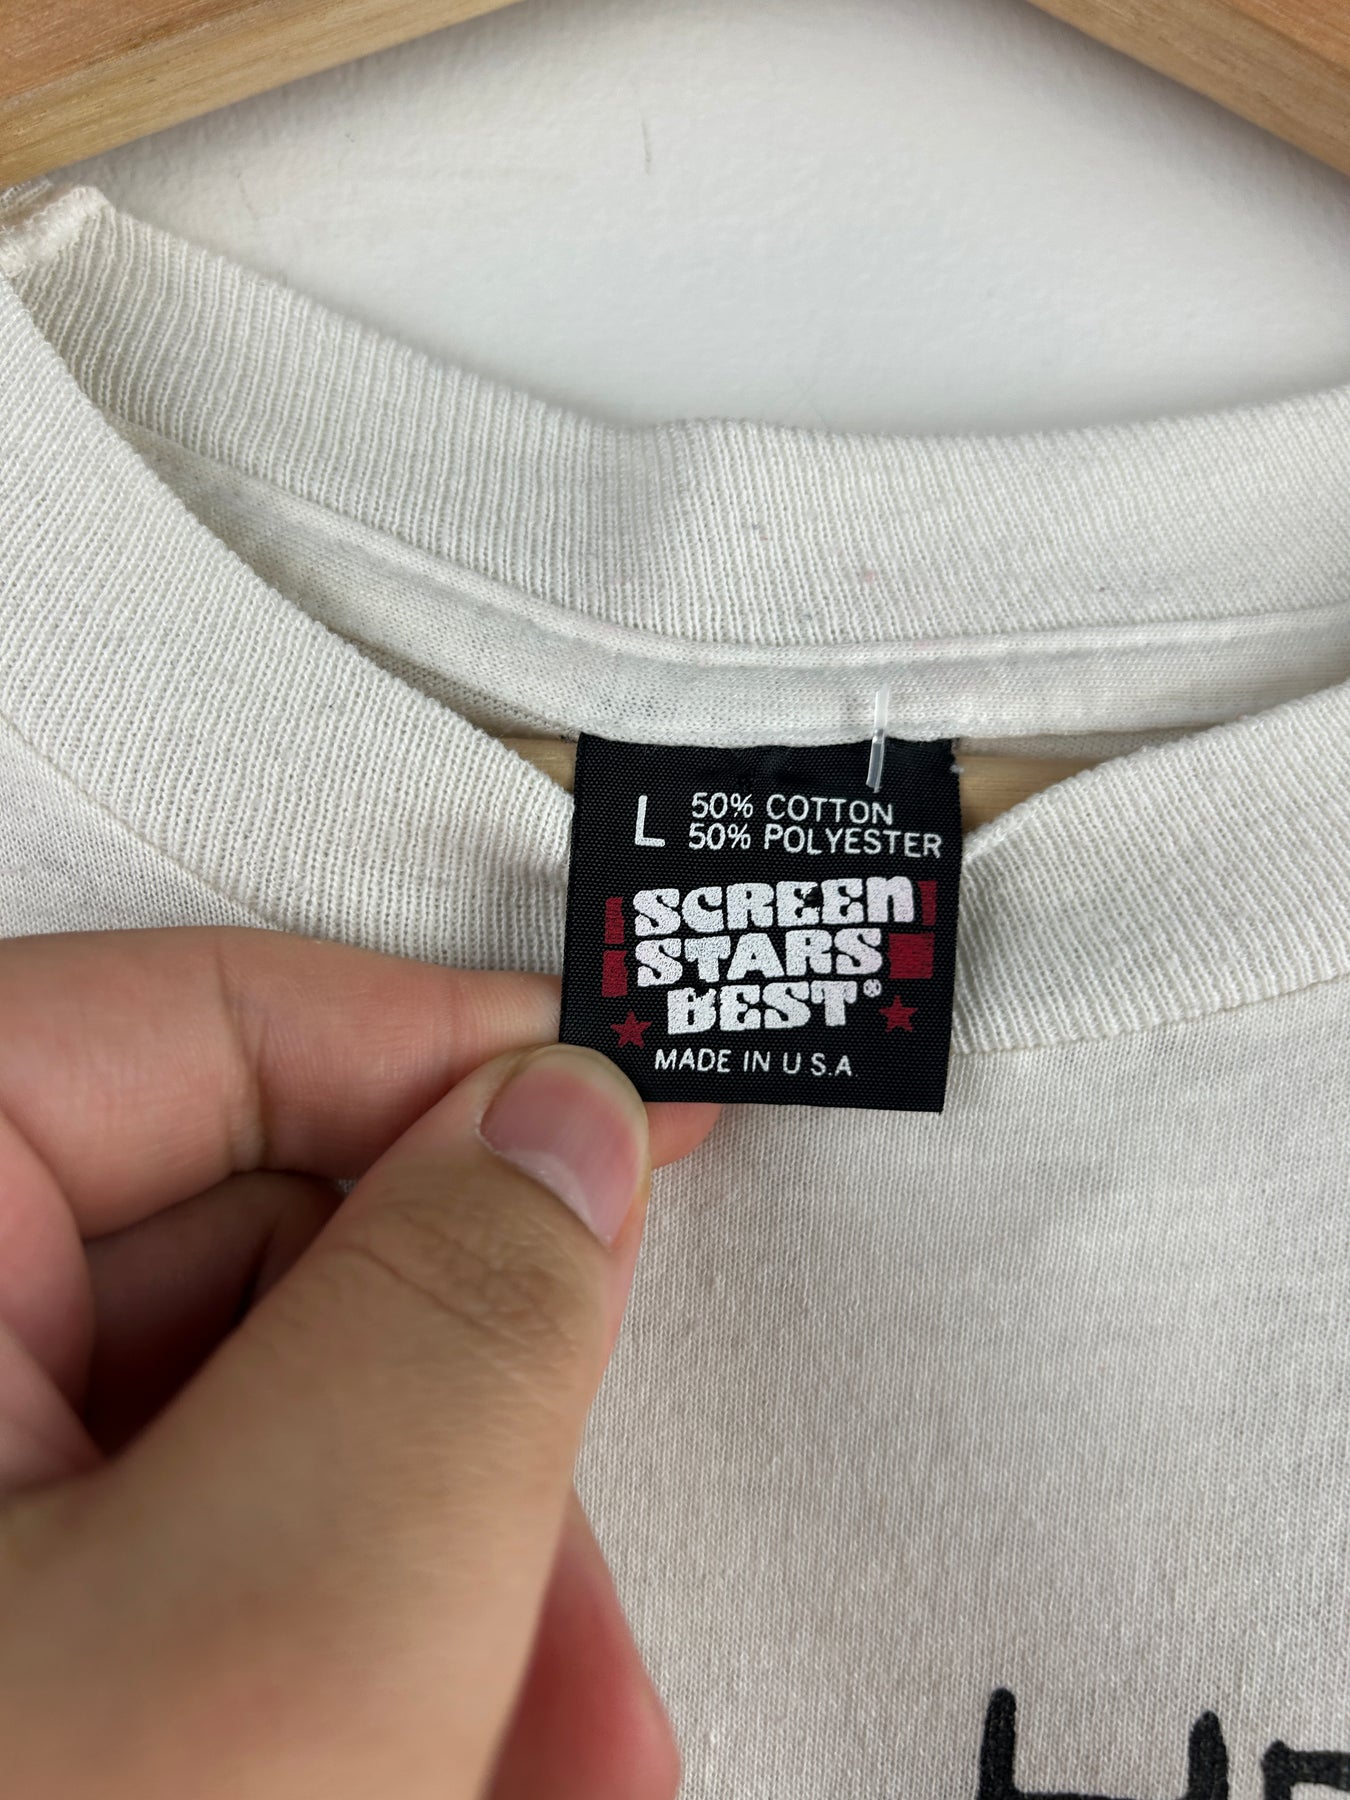 L 50% COTTON
50% POLYESTER
SCREEN
STARS
BEST®
MADE IN U.S.A.